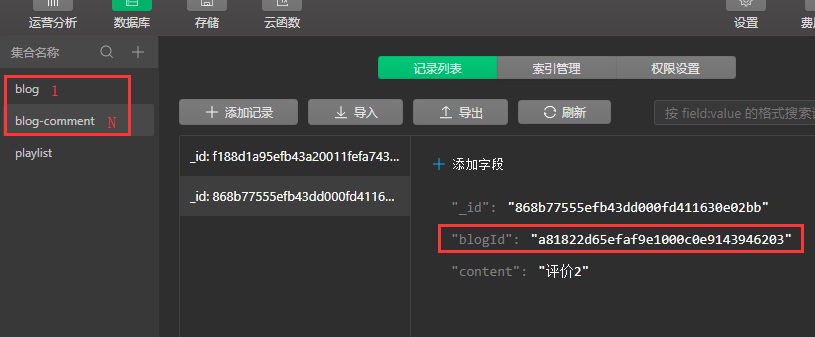 运营分析 数据库 存储 云函数 设置
集合名称
记录列表 索引管理 权限设置
blog 1
blog-comment N
playlist
添加记录 导入 导出 刷新 按 field:value 的格式搜索
_id: f188d1a95efb43a20011fefa743...
_id: 868b77555efb43dd000fd4116...
+ 添加字段
"_id": "868b77555efb43dd000fd411630e02bb"
"blogId": "a81822d65efaf9e1000c0e9143946203"
"content": "评价2"